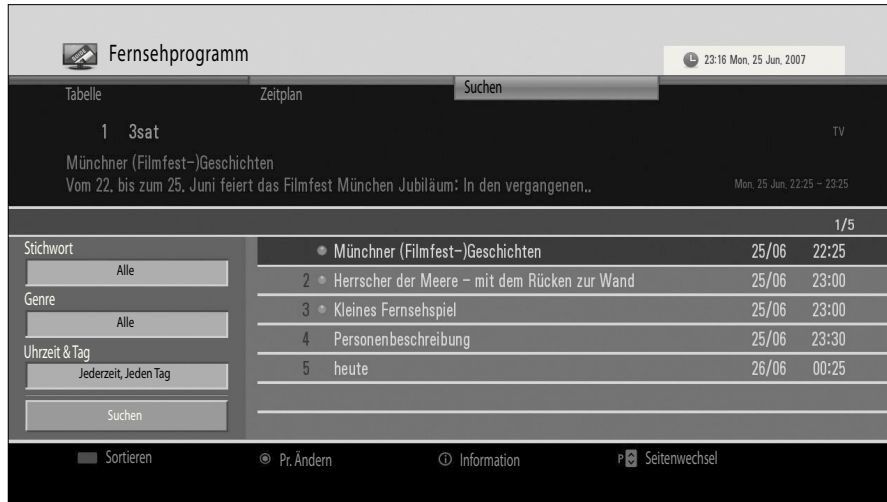 Fernsehprogramm
23:16 Mon, 25 Jun, 2007
Tabelle Zeitplan Suchen
1 3sat
TV
Münchner (Filmfest-)Geschichten
Vom 22. bis zum 25. Juni feiert das Filmfest München Jubiläum: In den vergangenen..
Mon, 25 Jun, 22:25 - 23:25
1/5
Stichwort
Alle
Genre
Alle
Uhrzeit & Tag
Jederzeit, Jeden Tag
Suchen
Münchner (Filmfest-)Geschichten 25/06 22:25
2 Herrscher der Meere - mit dem Rücken zur Wand 25/06 23:00
3 Kleines Fernsehspiel 25/06 23:00
4 Personenbeschreibung 25/06 23:30
5 heute 26/06 00:25
Sortieren Pr. Ändern Information P Seitenwechsel